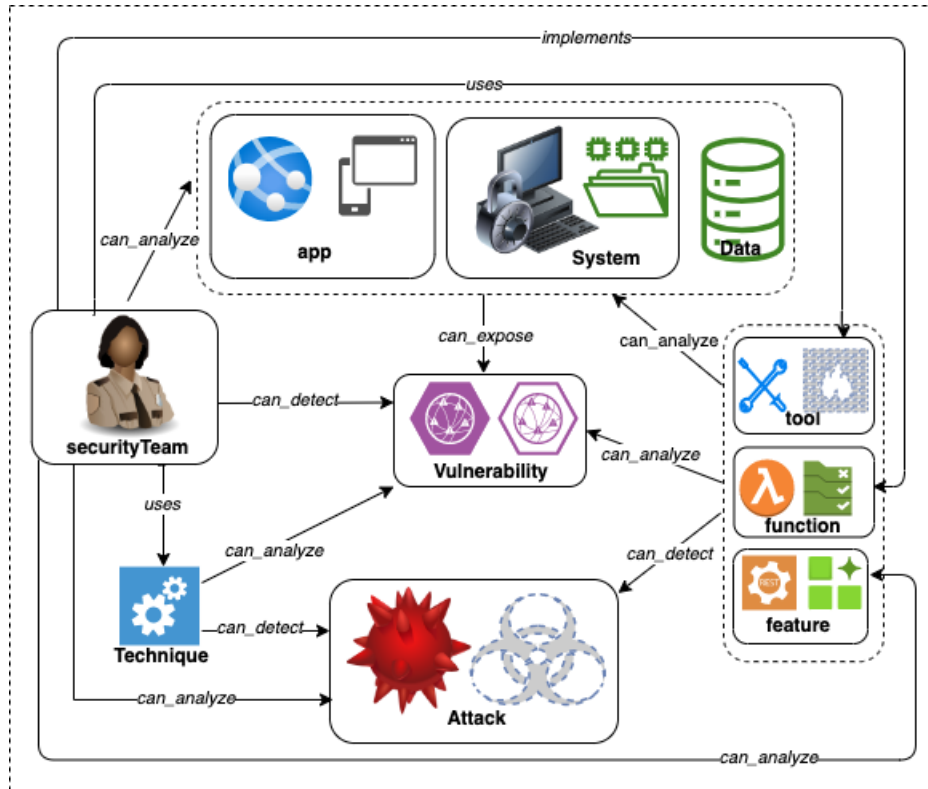 implements
uses
can_analyze
app
System
Data
can_expose
can_analyze
tool
securityTeam
can_detect
Vulnerability
can_analyze
function
uses
can_analyze
can_detect
REST
feature
Technique
can_detect
can_analyze
Attack
can_analyze